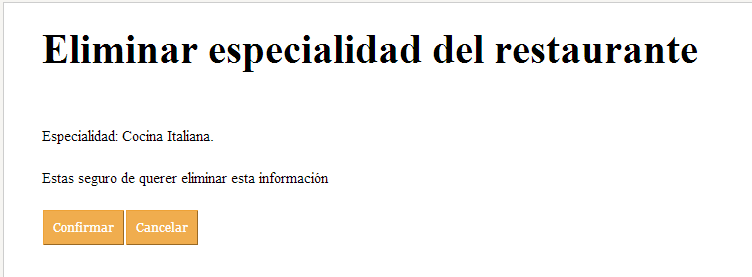 Eliminar especialidad del restaurante
Especialidad: Cocina Italiana.
Estas seguro de querer eliminar esta información
Confirmar Cancelar